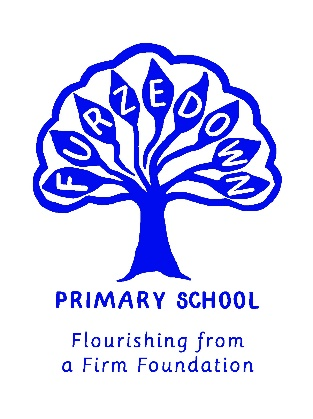 FURZEDOWN
PRIMARY SCHOOL
Flourishing from
a Firm Foundation